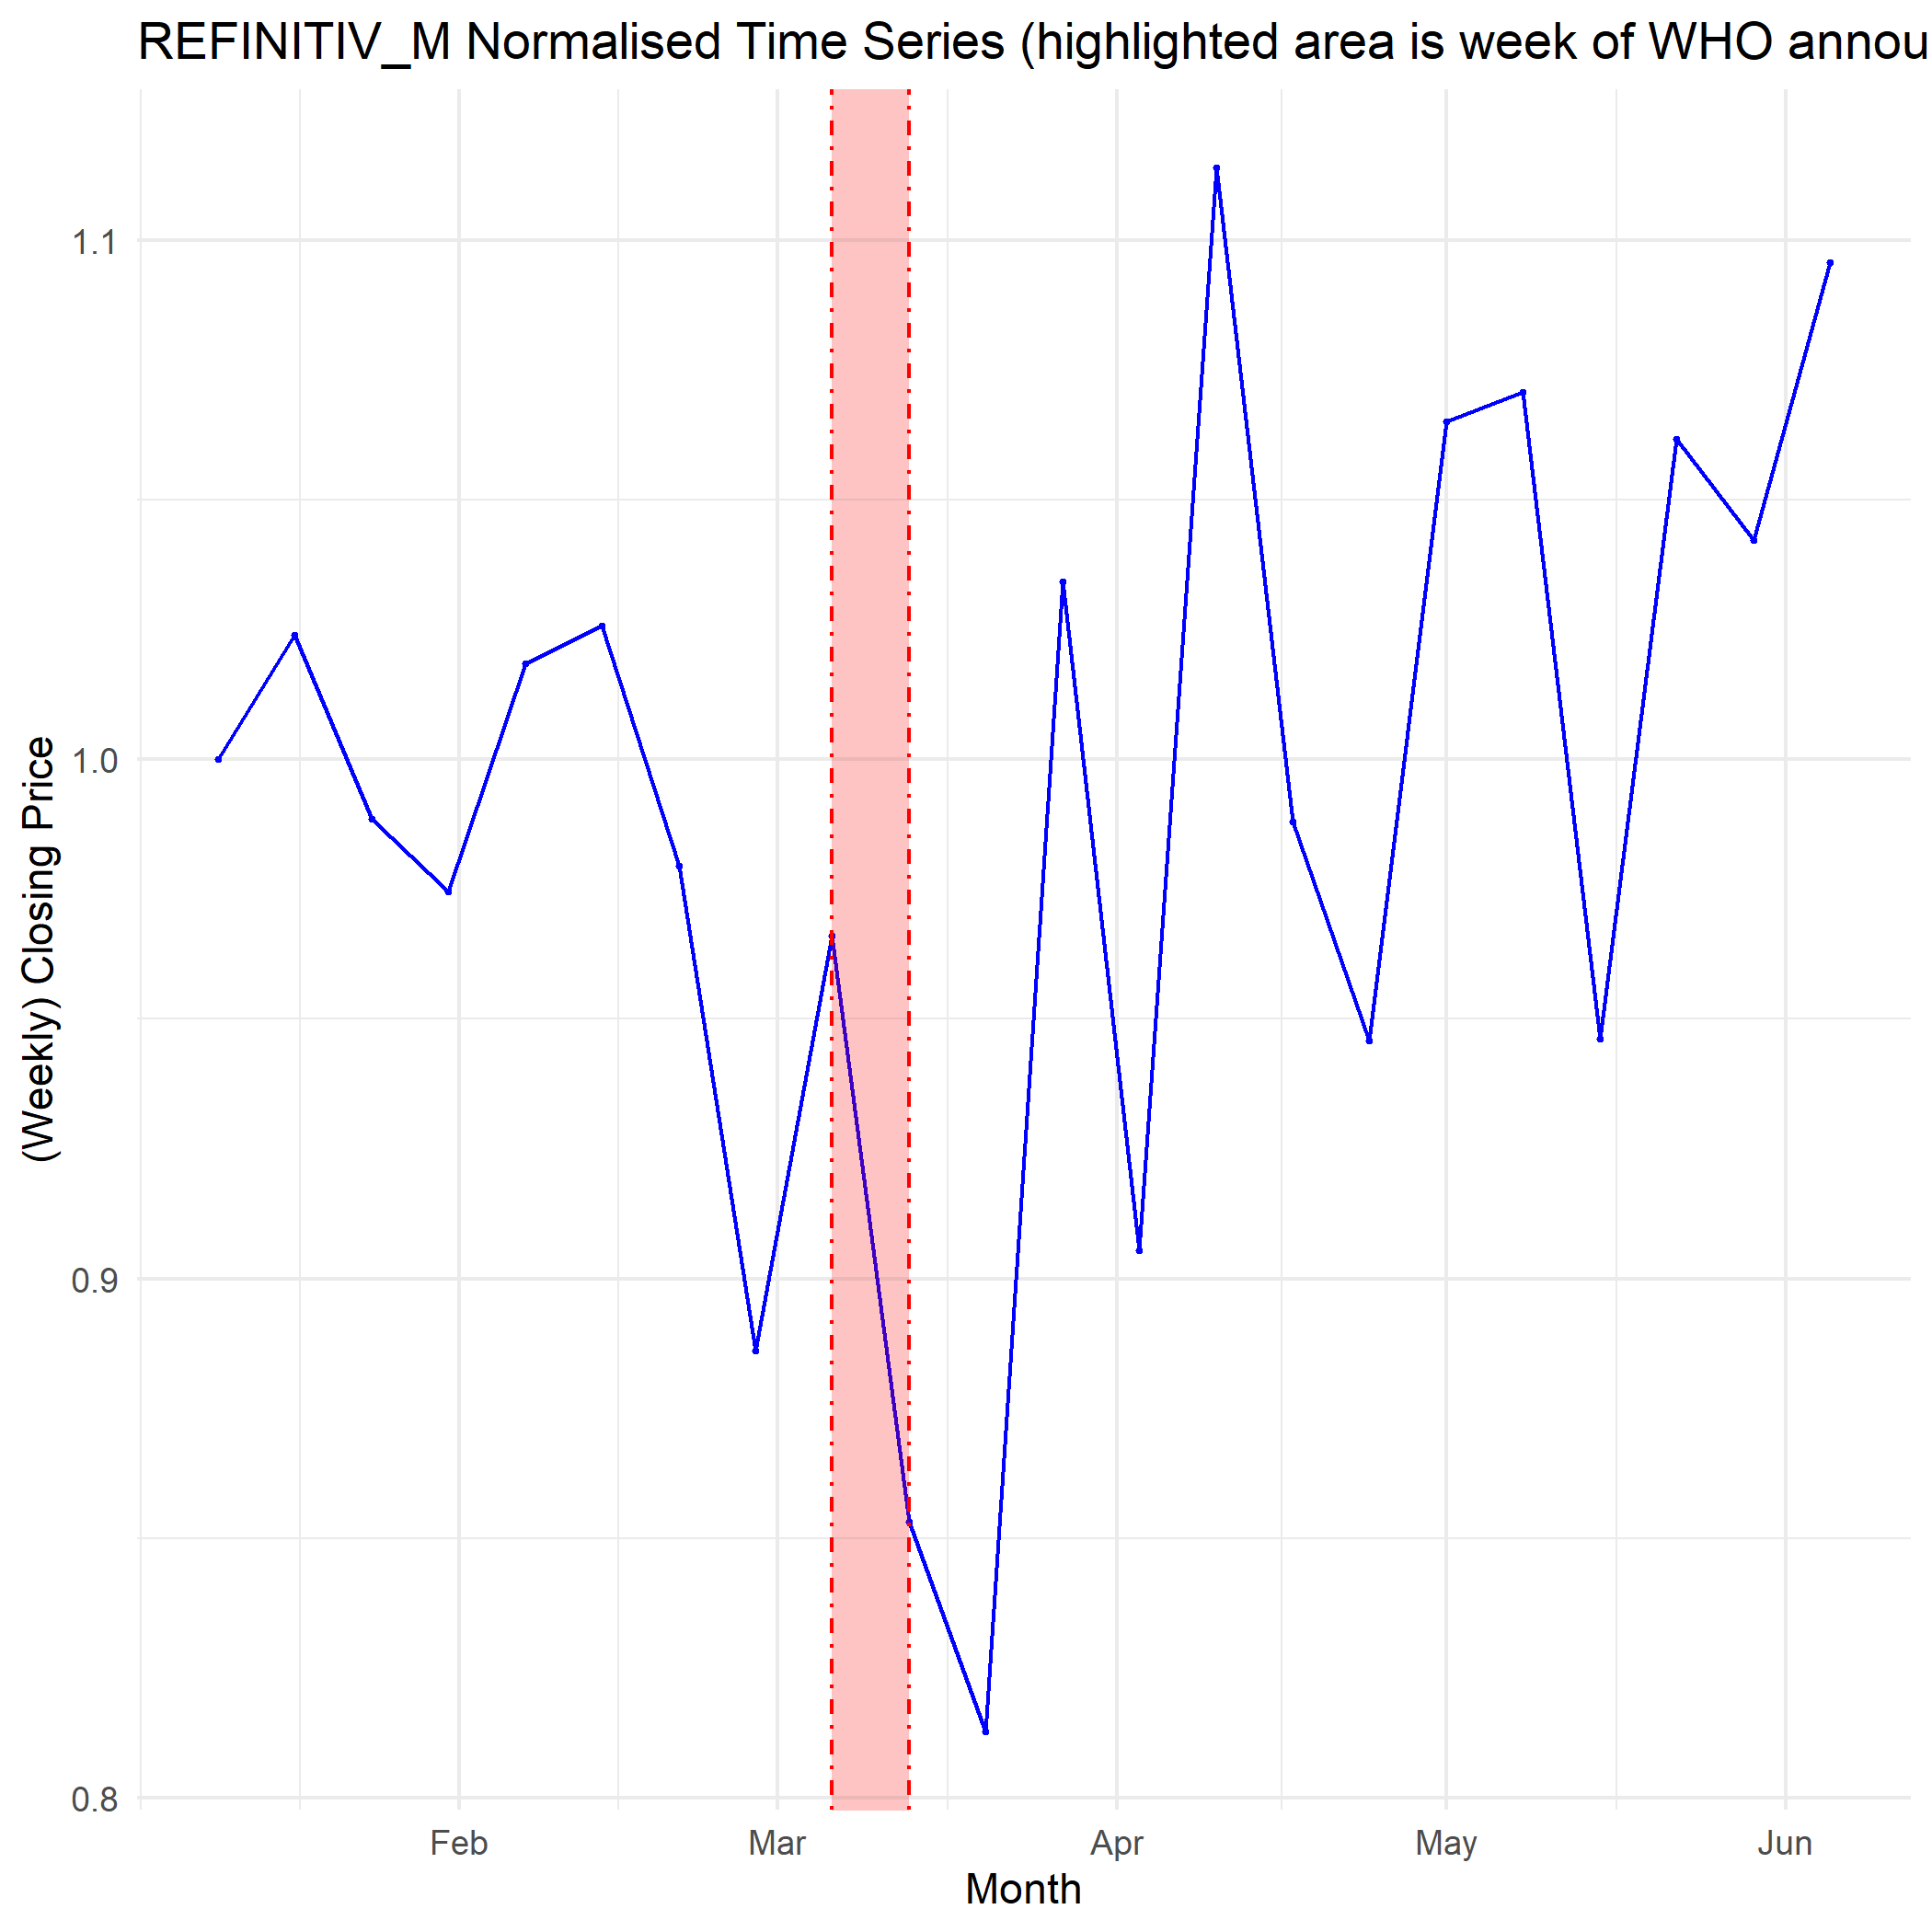 REFINITIV_M Normalised Time Series (highlighted area is week of WHO annou
(Weekly) Closing Price
1.1
1.0
0.9
0.8
Feb Mar Apr May Jun
Month